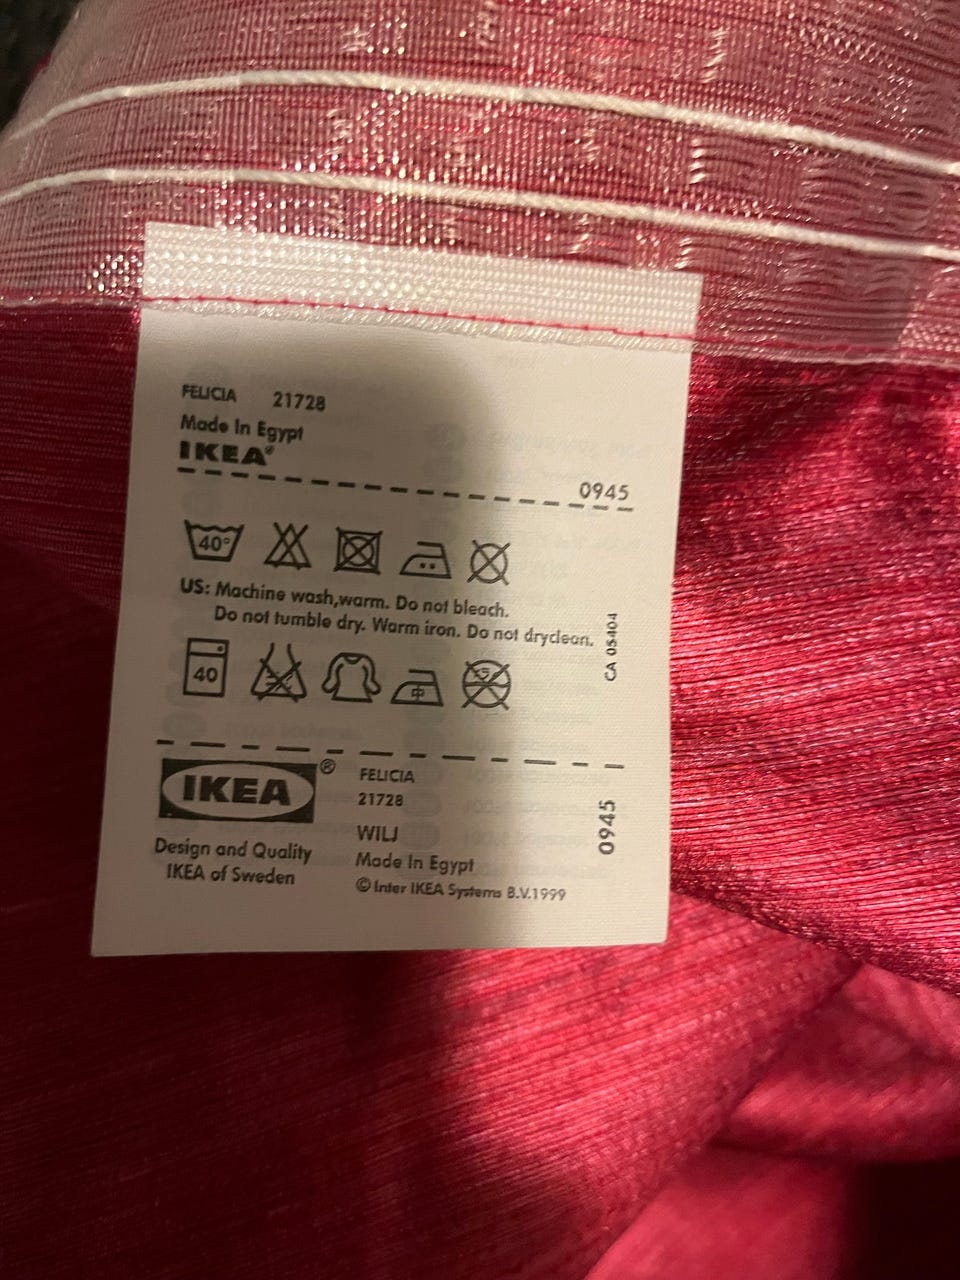 FELICIA 21728
Made In Egypt
IKEA®
0945
40°
US: Machine wash,warm. Do not bleach.
Do not tumble dry. Warm iron. Do not dryclean.
CA 05404
40
IKEA®
Design and Quality
IKEA of Sweden
FELICIA
21728
WILJ
Made In Egypt
© Inter IKEA Systems B.V.1999
0945